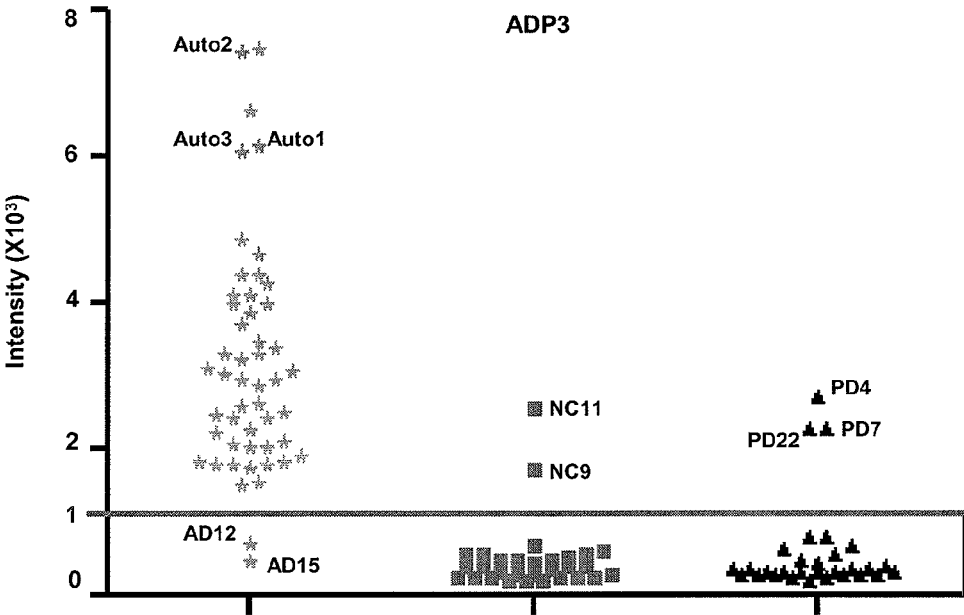 ADP3
8
6
4
2
1
0
Intensity (X10³)
Auto2
Auto3 Auto1
PD4
NC11
PD22 PD7
NC9
AD12
AD15